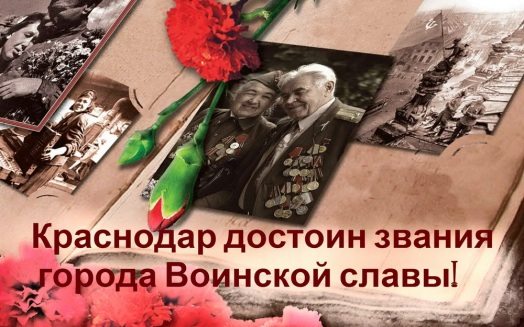 Краснодар достоин звания
города Воинской славы!